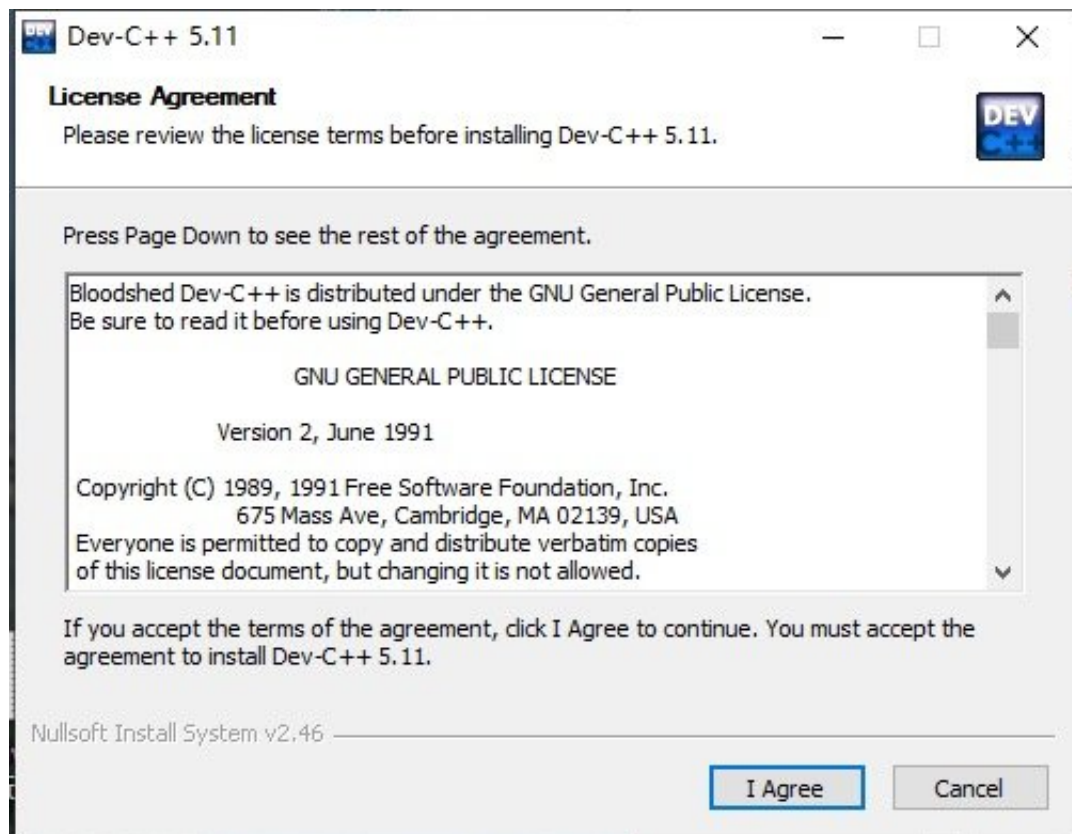 Dev-C++ 5.11
License Agreement
Please review the license terms before installing Dev-C++ 5.11.
DEV
C++
Press Page Down to see the rest of the agreement.
Bloodshed Dev-C++ is distributed under the GNU General Public License.
Be sure to read it before using Dev-C++.
GNU GENERAL PUBLIC LICENSE
Version 2, June 1991
Copyright (C) 1989, 1991 Free Software Foundation, Inc.
675 Mass Ave, Cambridge, MA 02139, USA
Everyone is permitted to copy and distribute verbatim copies
of this license document, but changing it is not allowed.
If you accept the terms of the agreement, click I Agree to continue. You must accept the
agreement to install Dev-C++ 5.11.
Nullsoft Install System v2.46
I Agree
Cancel